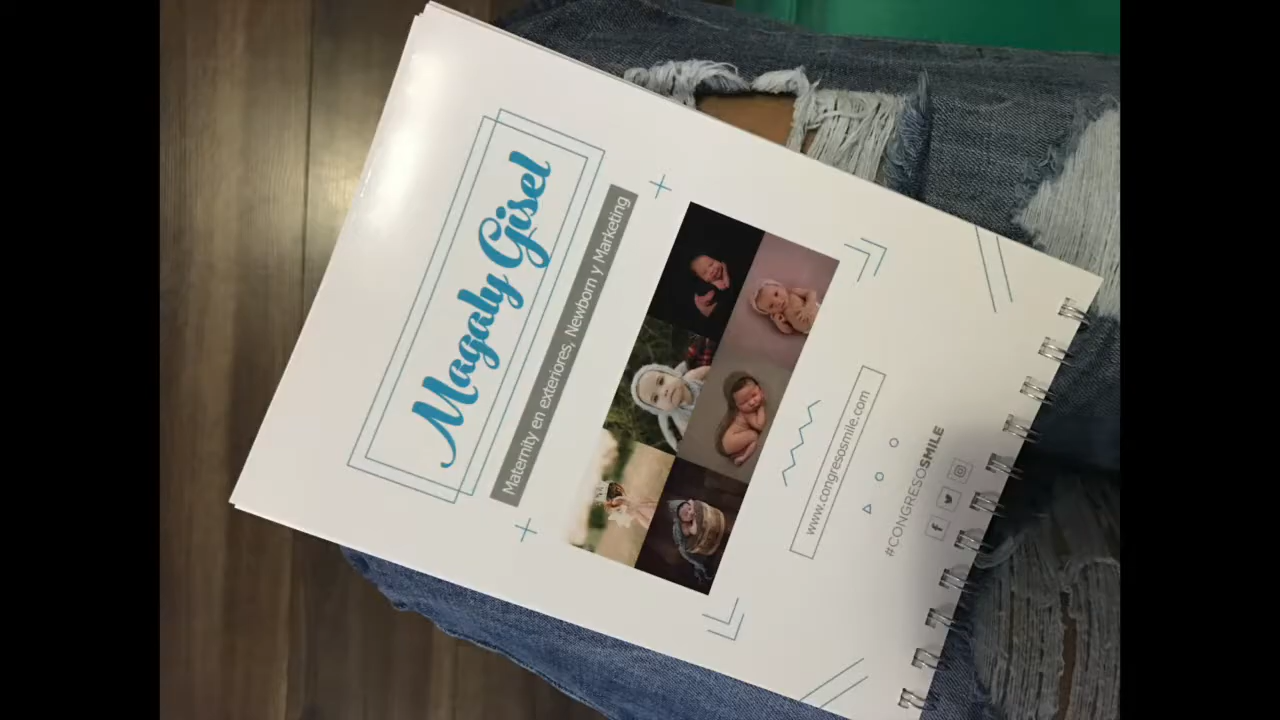 Magaly Gisel
Maternity en exteriores, Newborn y Marketing
www.congresosmile.com
#CONGRESOSMILE